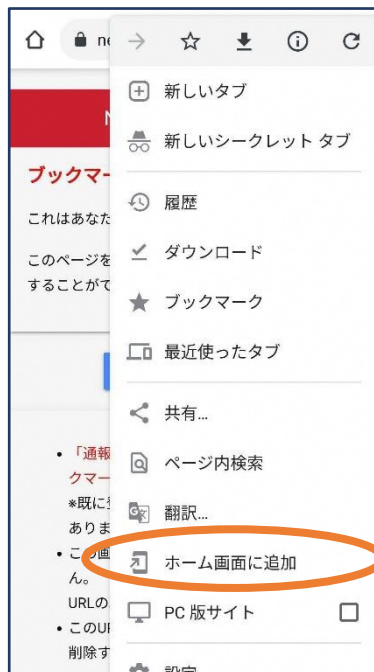 新しいタブ
新しいシークレット タブ
ブックマー
履歴
これはあなた
ダウンロード
このページを
することがで
ブックマーク
最近使ったタブ
共有...
「通報
クマー
ページ内検索
*既に
翻訳...
ありま
ホーム画面に追加
ん。
URLの
PC 版サイト
このUR
削除す
設定